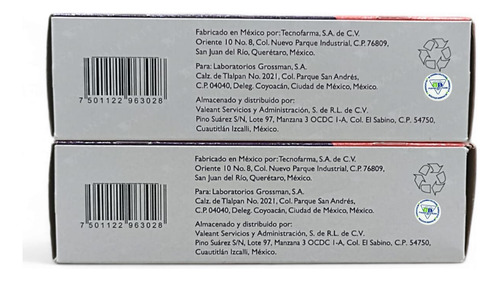 Fabricado en México por: Tecnofarma, S.A. de C.V.
Oriente 10 No. 8, Col. Nuevo Parque Industrial, C.P. 76809,
San Juan del Río, Querétaro, México.
Para: Laboratorios Grossman, S.A.
Calz. de Tlalpan No. 2021, Col. Parque San Andrés,
C.P. 04040, Deleg. Coyoacán, Ciudad de México, México.
Almacenado y distribuido por:
Valeant Servicios y Administración, S. de R.L. de C.V.
Pino Suárez S/N, Lote 97, Manzana 3 OCDC 1-A, Col. El Sabino, C.P. 54750,
Cuautitlán Izcalli, México.
7 501122 963028
Fabricado en México por: Tecnofarma, S.A. de C.V.
Oriente 10 No. 8, Col. Nuevo Parque Industrial, C.P. 76809,
San Juan del Río, Querétaro, México.
Para: Laboratorios Grossman, S.A.
Calz. de Tlalpan No. 2021, Col. Parque San Andrés,
C.P. 04040, Deleg. Coyoacán, Ciudad de México, México.
Almacenado y distribuido por:
Valeant Servicios y Administración, S. de R.L. de C.V.
Pino Suárez S/N, Lote 97, Manzana 3 OCDC 1-A, Col. El Sabino, C.P. 54750,
Cuautitlán Izcalli, México.
7 501122 963028